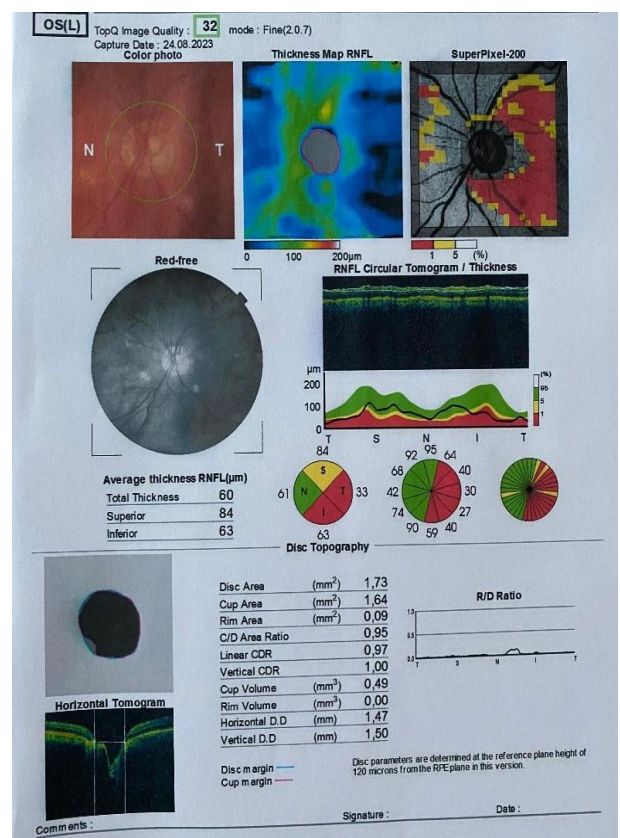 OS(L) TopQ Image Quality : 32 mode : Fine(2.0.7)
Capture Date : 24.08.2023
Color photo
Thickness Map RNFL
SuperPixel-200
N T
0 100 200μm
1 5 (%)
Red-free
RNFL Circular Tomogram / Thickness
μm
200
100
0
T S N I T
(%)
95
5
1
Average thickness RNFL(μm)
Total Thickness 60
Superior 84
Inferior 63
84
61 N S T I 33
63
92 95 64
68 40
42 30
74 27
90 59 40
Disc Topography
Disc Area (mm²) 1,73
Cup Area (mm²) 1,64
Rim Area (mm²) 0,09
C/D Area Ratio 0,95
Linear CDR 0,97
Vertical CDR 1,00
Cup Volume (mm³) 0,49
Rim Volume (mm³) 0,00
Horizontal D.D (mm) 1,47
Vertical D.D (mm) 1,50
R/D Ratio
1.0
0.5
0.0
T S N I T
Horizontal Tomogram
Disc margin
Cup margin
Disc parameters are determined at the reference plane height of
120 microns from the RPE plane in this version.
Comments :
Signature :
Date :